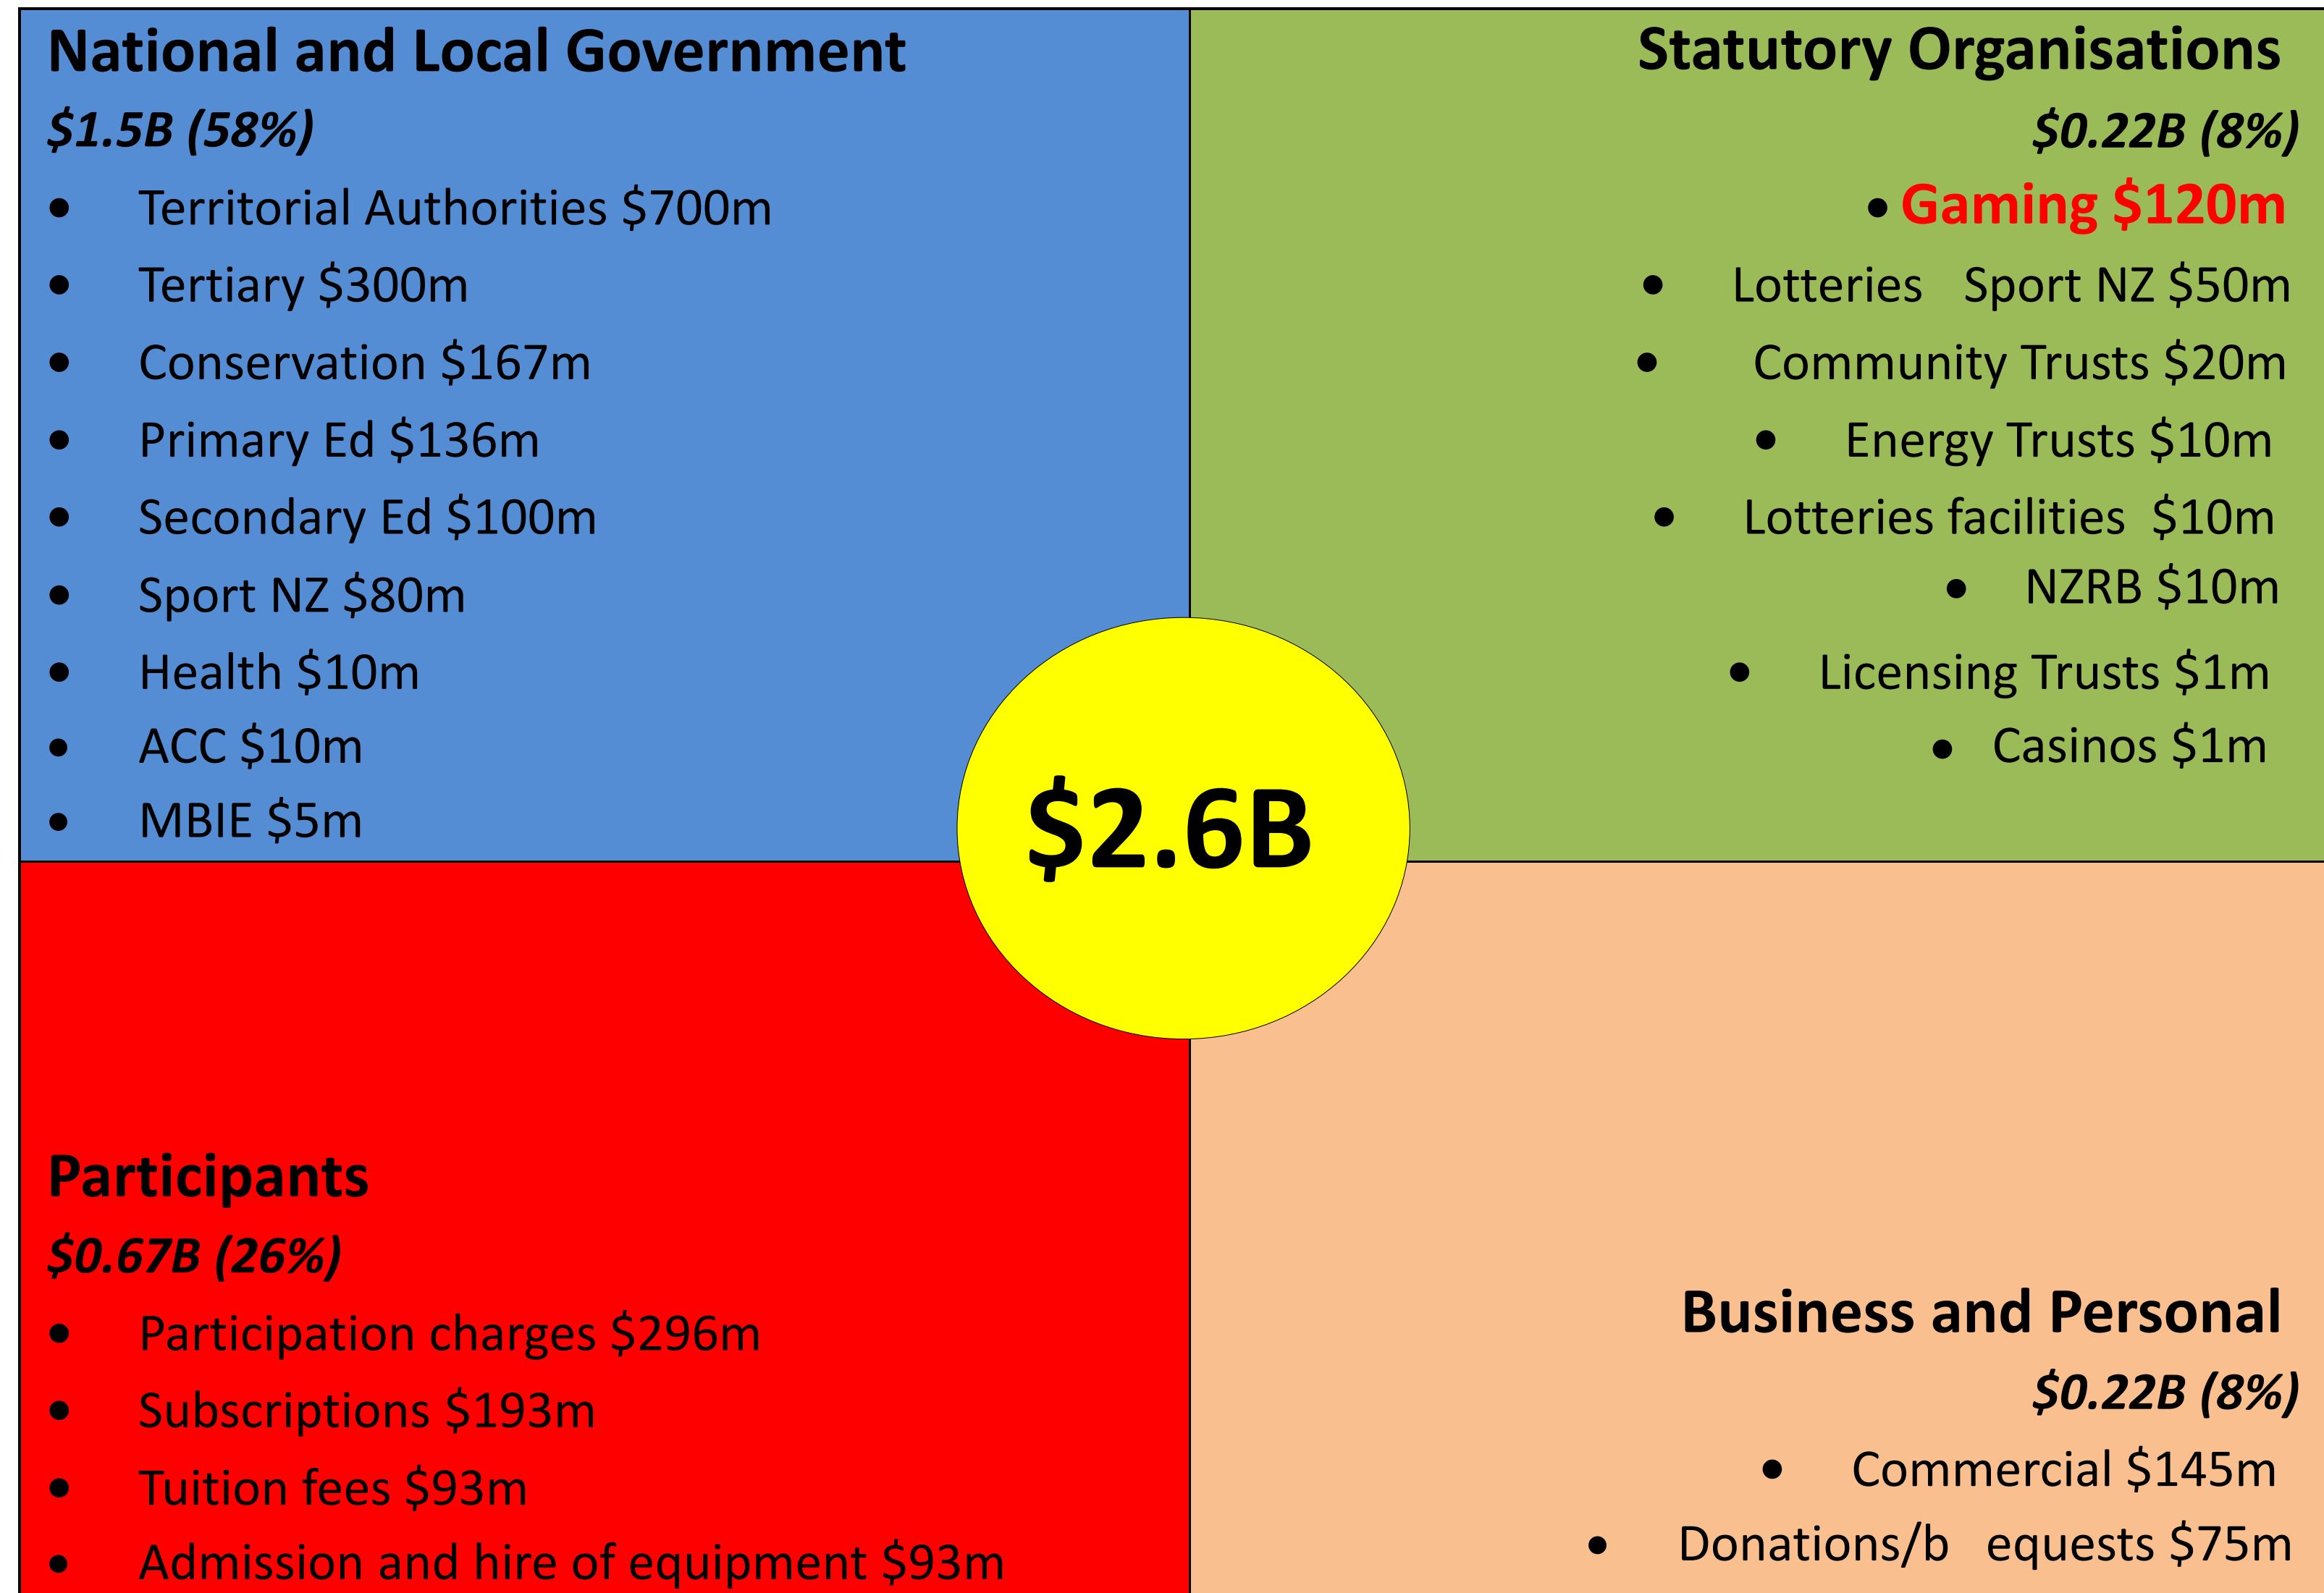 National and Local Government
$1.5B (58%)
• Territorial Authorities $700m
• Tertiary $300m
• Conservation $167m
• Primary Ed $136m
• Secondary Ed $100m
• Sport NZ $80m
• Health $10m
• ACC $10m
• MBIE $5m
Statutory Organisations
$0.22B (8%)
• Gaming $120m
• Lotteries Sport NZ $50m
• Community Trusts $20m
• Energy Trusts $10m
• Lotteries facilities $10m
• NZRB $10m
• Licensing Trusts $1m
• Casinos $1m
$2.6B
Participants
$0.67B (26%)
• Participation charges $296m
• Subscriptions $193m
• Tuition fees $93m
• Admission and hire of equipment $93m
Business and Personal
$0.22B (8%)
• Commercial $145m
• Donations/b equests $75m